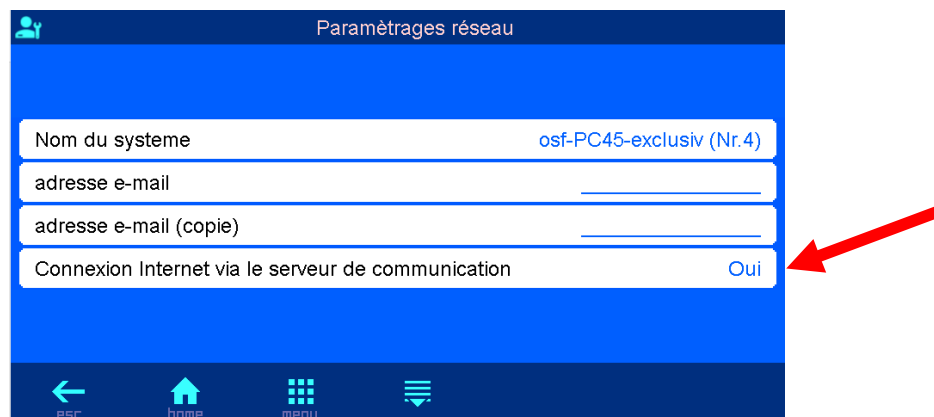 Paramètrages réseau
Nom du systeme osf-PC45-exclusiv (Nr.4)
adresse e-mail
adresse e-mail (copie)
Connexion Internet via le serveur de communication Oui
esc home menu